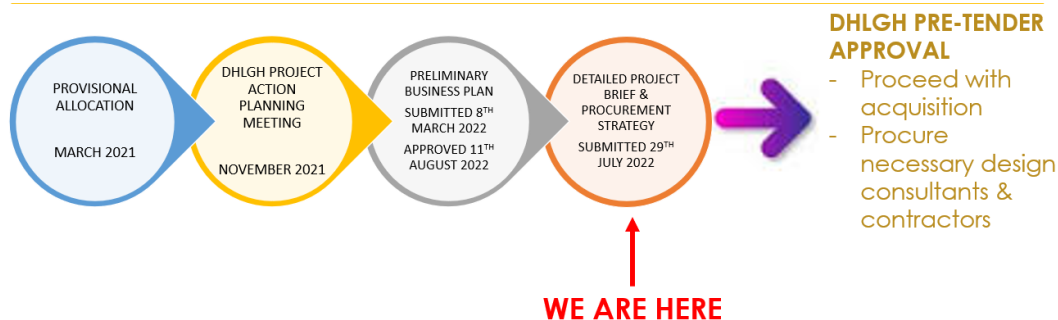 PROVISIONAL
ALLOCATION
MARCH 2021
DHLGH PROJECT
ACTION
PLANNING
MEETING
NOVEMBER 2021
PRELIMINARY
BUSINESS PLAN
SUBMITTED 8TH
MARCH 2022
APPROVED 11TH
AUGUST 2022
DETAILED PROJECT
BRIEF &
PROCUREMENT
STRATEGY
SUBMITTED 29TH
JULY 2022
WE ARE HERE
DHLGH PRE-TENDER
APPROVAL
- Proceed with
acquisition
- Procure
necessary design
consultants &
contractors